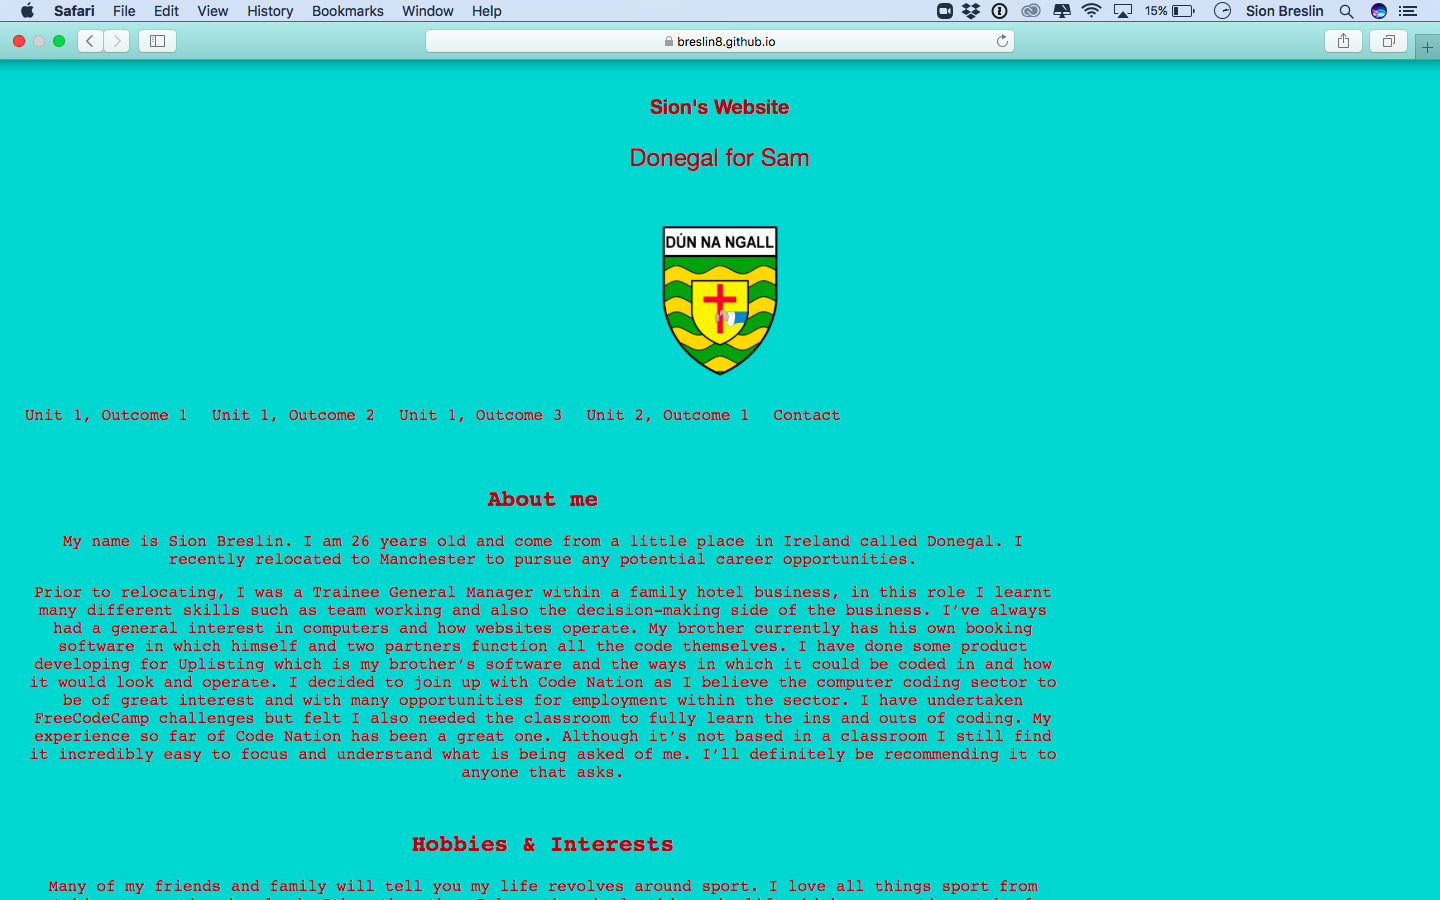 Safari File Edit View History Bookmarks Window Help 15% Sion Breslin
breslin8.github.io
Sion's Website
Donegal for Sam
DÚN NA NGALL
Unit 1, Outcome 1 Unit 1, Outcome 2 Unit 1, Outcome 3 Unit 2, Outcome 1 Contact
About me
My name is Sion Breslin. I am 26 years old and come from a little place in Ireland called Donegal. I
recently relocated to Manchester to pursue any potential career opportunities.
Prior to relocating, I was a Trainee General Manager within a family hotel business, in this role I learnt
many different skills such as team working and also the decision-making side of the business. I’ve always
had a general interest in computers and how websites operate. My brother currently has his own booking
software in which himself and two partners function all the code themselves. I have done some product
developing for Uplisting which is my brother’s software and the ways in which it could be coded in and how
it would look and operate. I decided to join up with Code Nation as I believe the computer coding sector to
be of great interest and with many opportunities for employment within the sector. I have undertaken
FreeCodeCamp challenges but felt I also needed the classroom to fully learn the ins and outs of coding. My
experience so far of Code Nation has been a great one. Although it’s not based in a classroom I still find
it incredibly easy to focus and understand what is being asked of me. I’ll definitely be recommending it to
anyone that asks.
Hobbies & Interests
Many of my friends and family will tell you my life revolves around sport. I love all things sport from